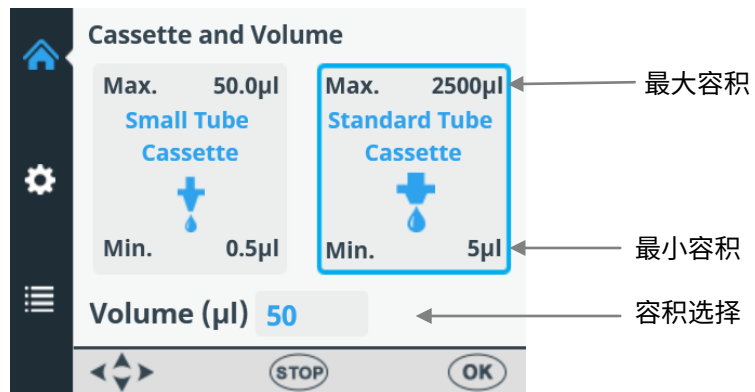 Cassette and Volume
Max. 50.0µl
Small Tube
Cassette
Min. 0.5µl
Max. 2500µl
Standard Tube
Cassette
Min. 5µl
Volume (µl) 50
STOP
OK
最大容积
最小容积
容积选择